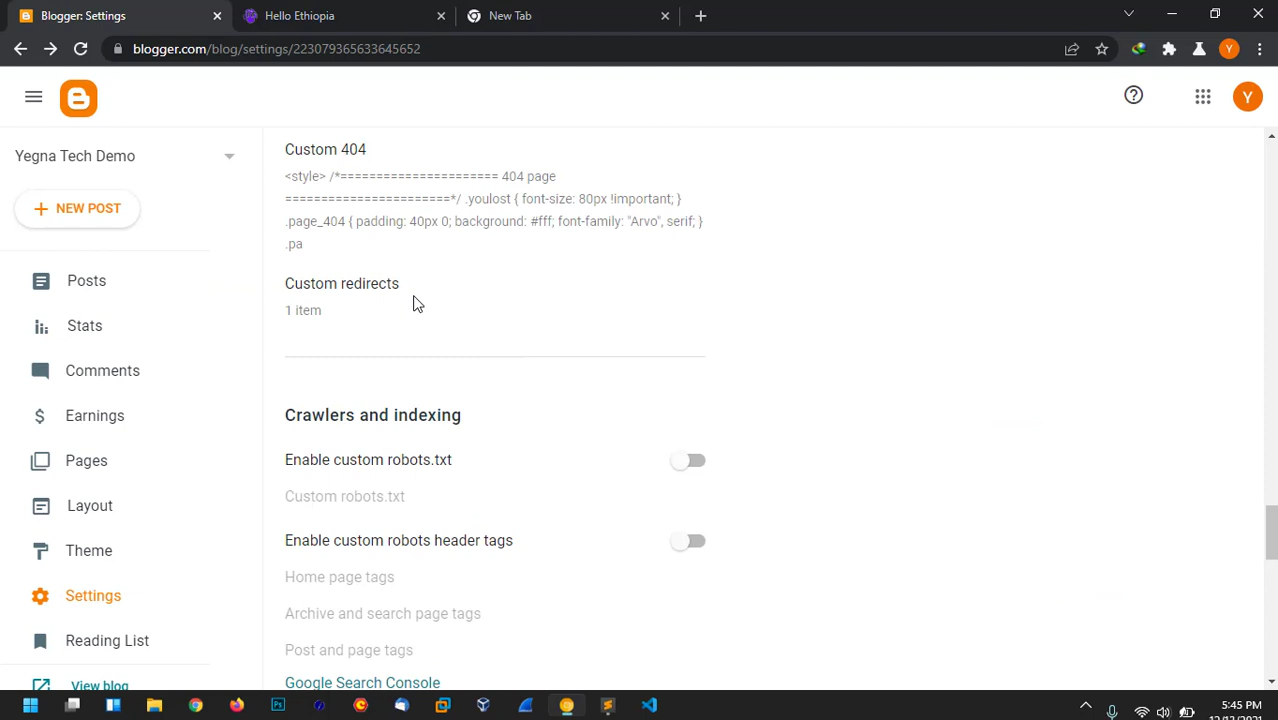 Blogger: Settings
Hello Ethiopia
New Tab
blogger.com/blog/settings/223079365633645652
Y
Y
Yegna Tech Demo
NEW POST
Posts
Stats
Comments
Earnings
Pages
Layout
Theme
Settings
Reading List
View blog
Custom 404
<style> /*====================== 404 page
=======================*/ .youlost { font-size: 80px !important; }
.page_404 { padding: 40px 0; background: #fff; font-family: "Arvo", serif; }
.pa
Custom redirects
1 item
Crawlers and indexing
Enable custom robots.txt
Custom robots.txt
Enable custom robots header tags
Home page tags
Archive and search page tags
Post and page tags
Google Search Console
5:45 PM